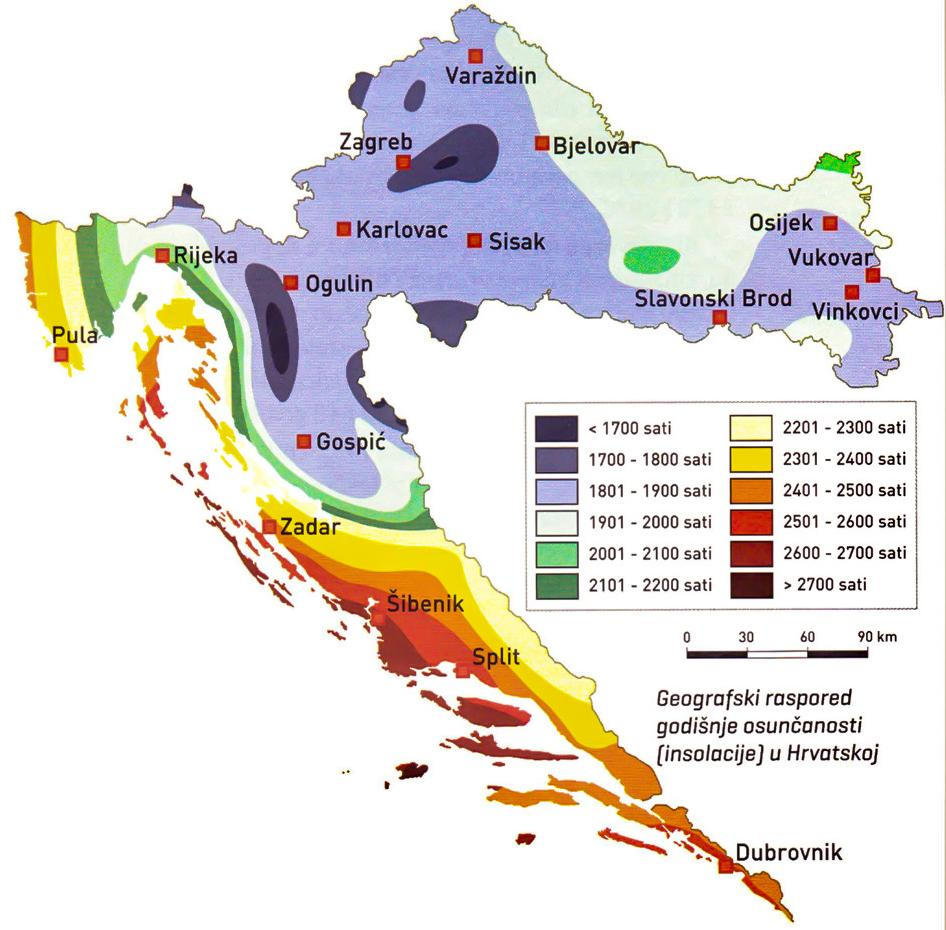 Varaždin
Zagreb
Bjelovar
Karlovac
Sisak
Osijek
Vukovar
Rijeka
Ogulin
Slavonski Brod
Vinkovci
Pula
Gospić
Zadar
Šibenik
Split
Dubrovnik
< 1700 sati
1700 - 1800 sati
1801 - 1900 sati
1901 - 2000 sati
2001 - 2100 sati
2101 - 2200 sati
2201 - 2300 sati
2301 - 2400 sati
2401 - 2500 sati
2501 - 2600 sati
2600 - 2700 sati
> 2700 sati
0 30 60 90 km
Geografski raspored
godišnje osunčanosti
(insolacije) u Hrvatskoj